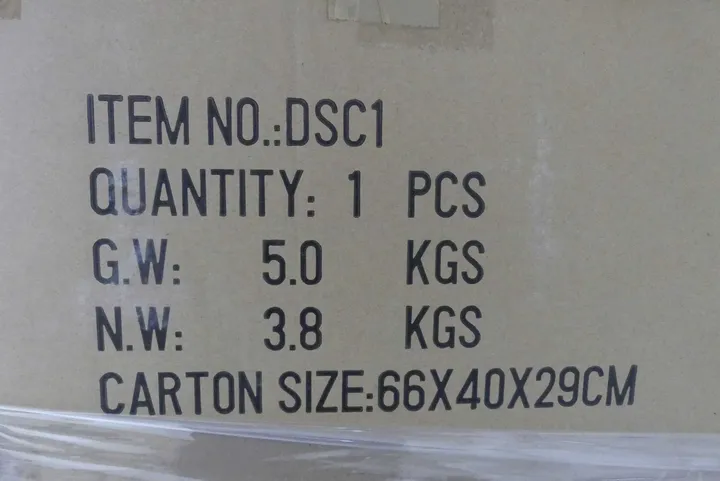 ITEM NO.:DSC1
QUANTITY: 1 PCS
G.W: 5.0 KGS
N.W: 3.8 KGS
CARTON SIZE:66X40X29CM